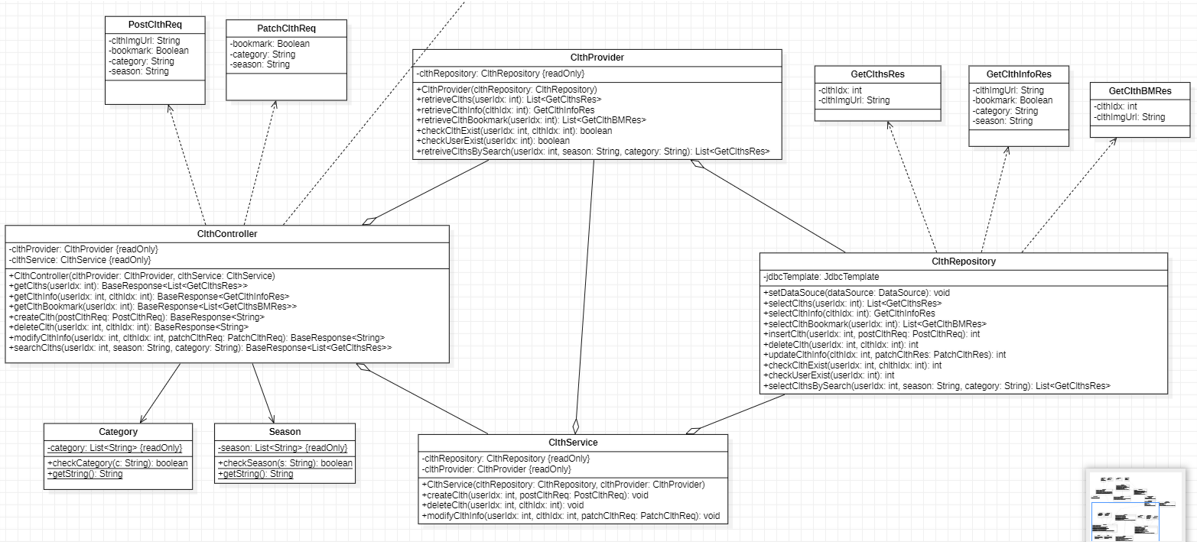 PostClthReq
-clthImgUrl: String
-bookmark: Boolean
-category: String
-season: String
PatchClthReq
-bookmark: Boolean
-category: String
-season: String
ClthProvider
-clthRepository: ClthRepository {readOnly}
+ClthProvider(clthRepository: ClthRepository)
+retrieveClths(userIdx: int): List<GetClthsRes>
+retrieveClthInfo(clthIdx: int): GetClthInfoRes
+retrieveClthBookmark(userIdx: int): List<GetClthBMRes>
+checkClthExist(userIdx: int, clthIdx: int): boolean
+checkUserExist(userIdx: int): boolean
+retreiveClthsBySearch(userIdx: int, season: String, category: String): List<GetClthsRes>
GetClthsRes
-clthIdx: int
-clthImgUrl: String
GetClthInfoRes
-clthImgUrl: String
-bookmark: Boolean
-category: String
-season: String
GetClthBMRes
-clthIdx: int
-clthImgUrl: String
ClthController
-clthProvider: ClthProvider {readOnly}
-clthService: ClthService {readOnly}
+ClthController(clthProvider: ClthProvider, clthService: ClthService)
+getClths(userIdx: int): BaseResponse<List<GetClthsRes>>
+getClthInfo(userIdx: int, clthIdx: int): BaseResponse<GetClthInfoRes>
+getClthBookmark(userIdx: int): BaseResponse<List<GetClthsBMRes>>
+createClth(postClthReq: PostClthReq): BaseResponse<String>
+deleteClth(userIdx: int, clthIdx: int): BaseResponse<String>
+modifyClthInfo(userIdx: int, clthIdx: int, patchClthReq: PatchClthReq): BaseResponse<String>
+searchClths(userIdx: int, season: String, category: String): BaseResponse<List<GetClthsRes>>
ClthRepository
-jdbcTemplate: JdbcTemplate
+setDataSouce(dataSource: DataSource): void
+selectClths(userIdx: int): List<GetClthsRes>
+selectClthInfo(clthIdx: int): GetClthInfoRes
+selectClthBookmark(userIdx: int): List<GetClthBMRes>
+insertClth(userIdx: int, postClthReq: PostClthReq): int
+deleteClth(userIdx: int, clthIdx: int): int
+updateClthInfo(clthIdx: int, patchClthRes: PatchClthRes): int
+checkClthExist(userIdx: int, chlthIdx: int): int
+checkUserExist(userIdx: int): int
+selectClthsBySearch(userIdx: int, season: String, category: String): List<GetClthsRes>
Category
-category: List<String> {readOnly}
+checkCategory(c: String): boolean
+getString(): String
Season
-season: List<String> {readOnly}
+checkSeason(s: String): boolean
+getString(): String
ClthService
-clthRepository: ClthRepository {readOnly}
-clthProvider: ClthProvider {readOnly}
+ClthService(clthRepository: ClthRepository, clthProvider: ClthProvider)
+createClth(userIdx: int, postClthReq: PostClthReq): void
+deleteClth(userIdx: int, clthIdx: int): void
+modifyClthInfo(userIdx: int, clthIdx: int, patchClthReq: PatchClthReq): void